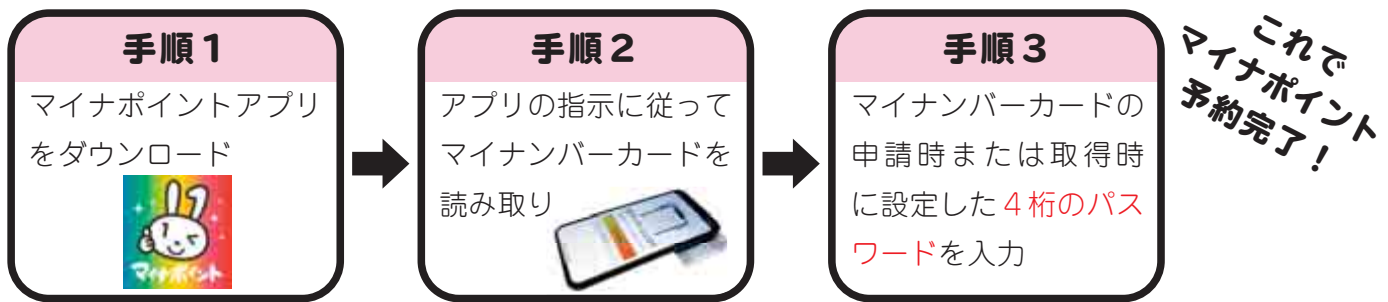 手順1
マイナポイントアプリ
をダウンロード
マイナポイント
手順2
アプリの指示に従って
マイナンバーカードを
読み取り
手順3
マイナンバーカードの
申請時または取得時
に設定した4桁のパス
ワードを入力
これで
マイナポイント
予約完了!